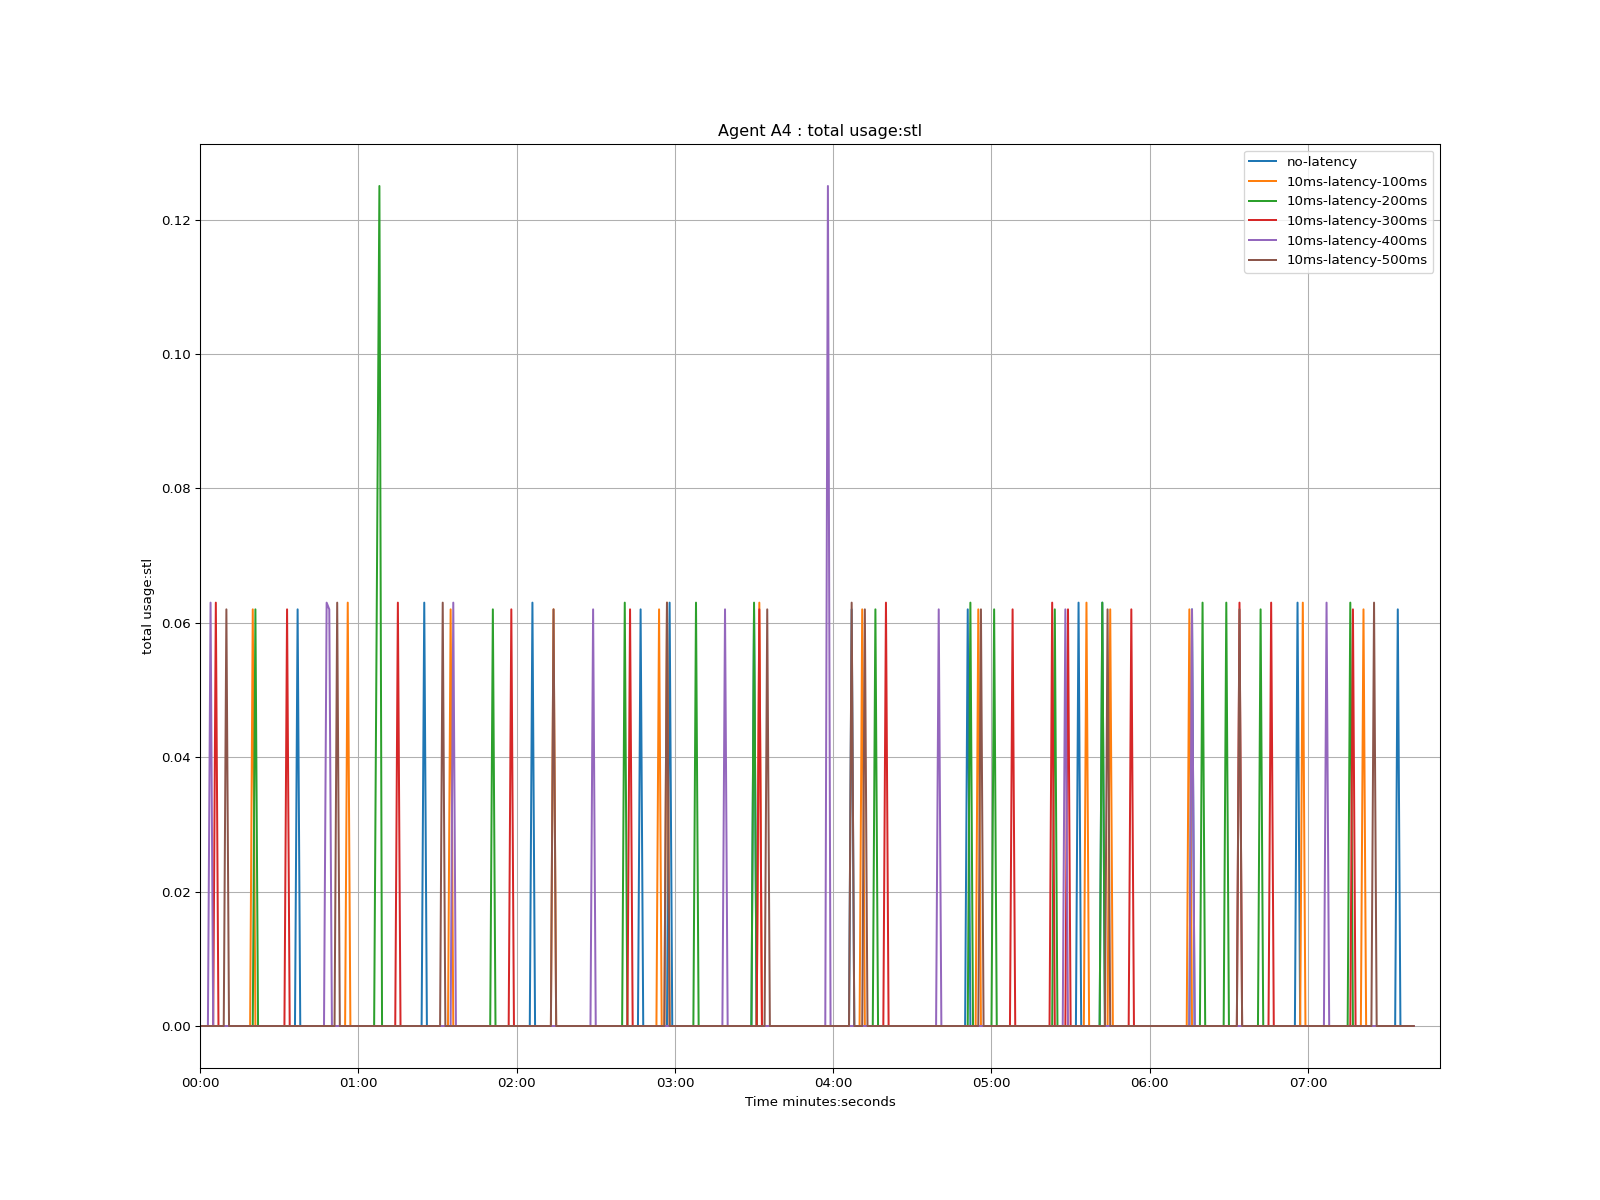 Agent A4 : total usage:stl
no-latency
10ms-latency-100ms
10ms-latency-200ms
10ms-latency-300ms
10ms-latency-400ms
10ms-latency-500ms
total usage:stl
0.12
0.10
0.08
0.06
0.04
0.02
0.00
00:00 01:00 02:00 03:00 04:00 05:00 06:00 07:00
Time minutes:seconds